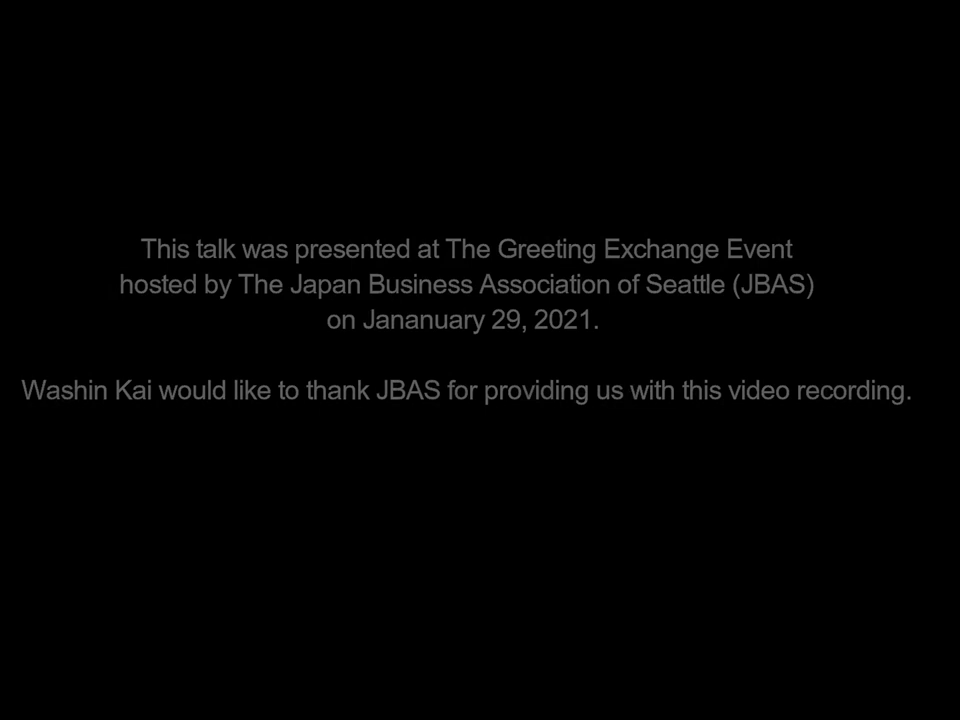 This talk was presented at The Greeting Exchange Event
hosted by The Japan Business Association of Seattle (JBAS)
on Jananuary 29, 2021.
Washin Kai would like to thank JBAS for providing us with this video recording.